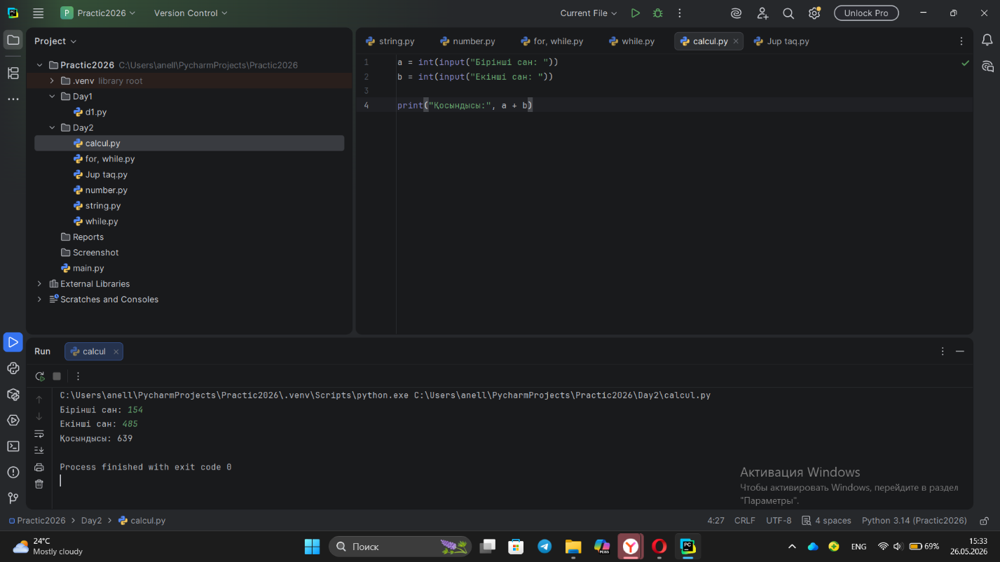 P Practic2026 Version Control Current File Unlock Pro
Project
Practic2026 C:\Users\anell\PycharmProjects\Practic2026
.venv library root
Day1
d1.py
Day2
calcul.py
for, while.py
Jup taq.py
number.py
string.py
while.py
Reports
Screenshot
main.py
External Libraries
Scratches and Consoles
string.py number.py for, while.py while.py calcul.py Jup taq.py
1 a = int(input("Бірінші сан: "))
2 b = int(input("Екінші сан: "))
3
4 print("Қосындысы:", a + b)
Run calcul
C:\Users\anell\PycharmProjects\Practic2026\.venv\Scripts\python.exe C:\Users\anell\PycharmProjects\Practic2026\Day2\calcul.py
Бірінші сан: 154
Екінші сан: 485
Қосындысы: 639
Process finished with exit code 0
Активация Windows
Чтобы активировать Windows, перейдите в раздел
"Параметры".
Practic2026 Day2 calcul.py 4:27 CRLF UTF-8 4 spaces Python 3.14 (Practic2026)
24°C
Mostly cloudy
Поиск
ENG
69%
15:33
26.05.2026